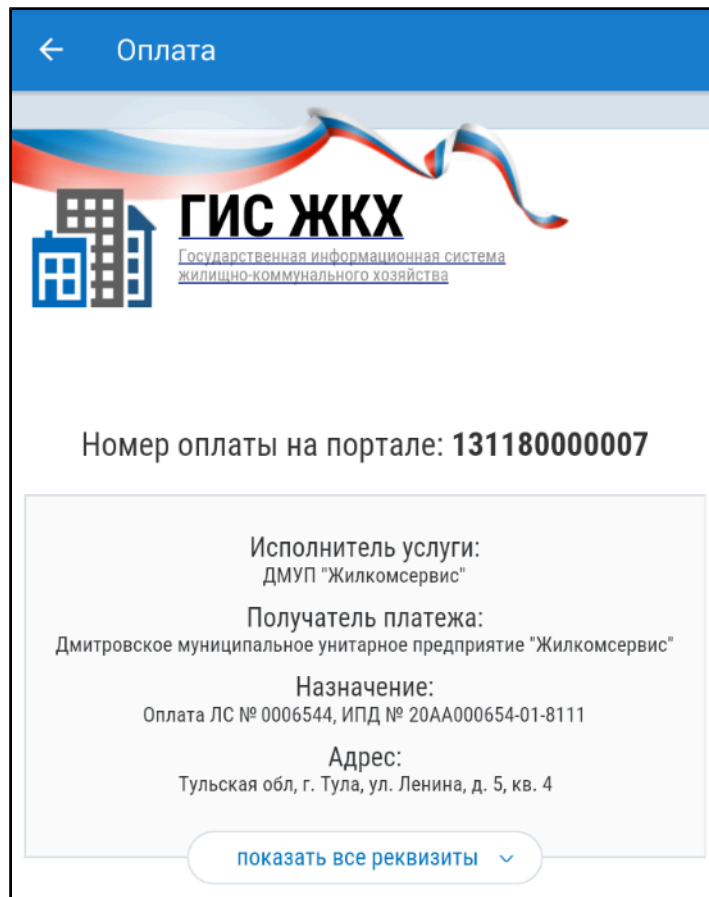 Оплата
ГИС ЖКХ
Государственная информационная система
жилищно-коммунального хозяйства
Номер оплаты на портале: 131180000007
Исполнитель услуги:
ДМУП "Жилкомсервис"
Получатель платежа:
Дмитровское муниципальное унитарное предприятие "Жилкомсервис"
Назначение:
Оплата ЛС № 0006544, ИПД № 20АА000654-01-8111
Адрес:
Тульская обл, г. Тула, ул. Ленина, д. 5, кв. 4
показать все реквизиты